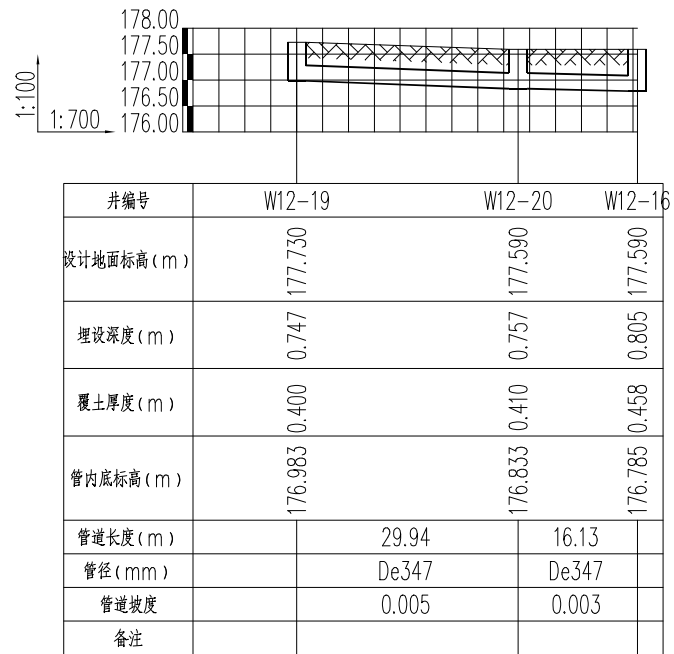 178.00
177.50
177.00
176.50
176.00
1:100
1:700
井编号 W12-19 W12-20 W12-16
设计地面标高(m) 177.730 177.590 177.590
埋设深度(m) 0.747 0.757 0.805
覆土厚度(m) 0.400 0.410 0.458
管内底标高(m) 176.983 176.833 176.785
管道长度(m) 29.94 16.13
管径(mm) De347 De347
管道坡度 0.005 0.003
备注